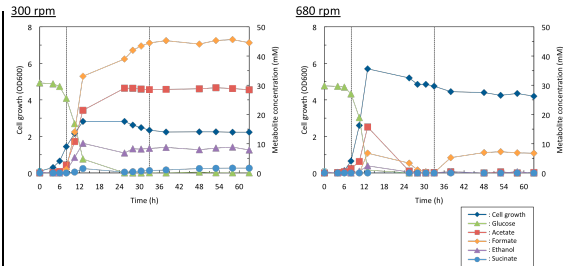 300 rpm
680 rpm
8
6
4
2
0
50
40
30
20
10
0
Cell growth (OD600)
Metabolite concentration (mM)
0 6 12 18 24 30 36 42 48 54 60
Time (h)
8
6
4
2
0
50
40
30
20
10
0
Cell growth (OD600)
Metabolite concentration (mM)
0 6 12 18 24 30 36 42 48 54 60
Time (h)
: Cell growth
: Glucose
: Acetate
: Formate
: Ethanol
: Sucinate